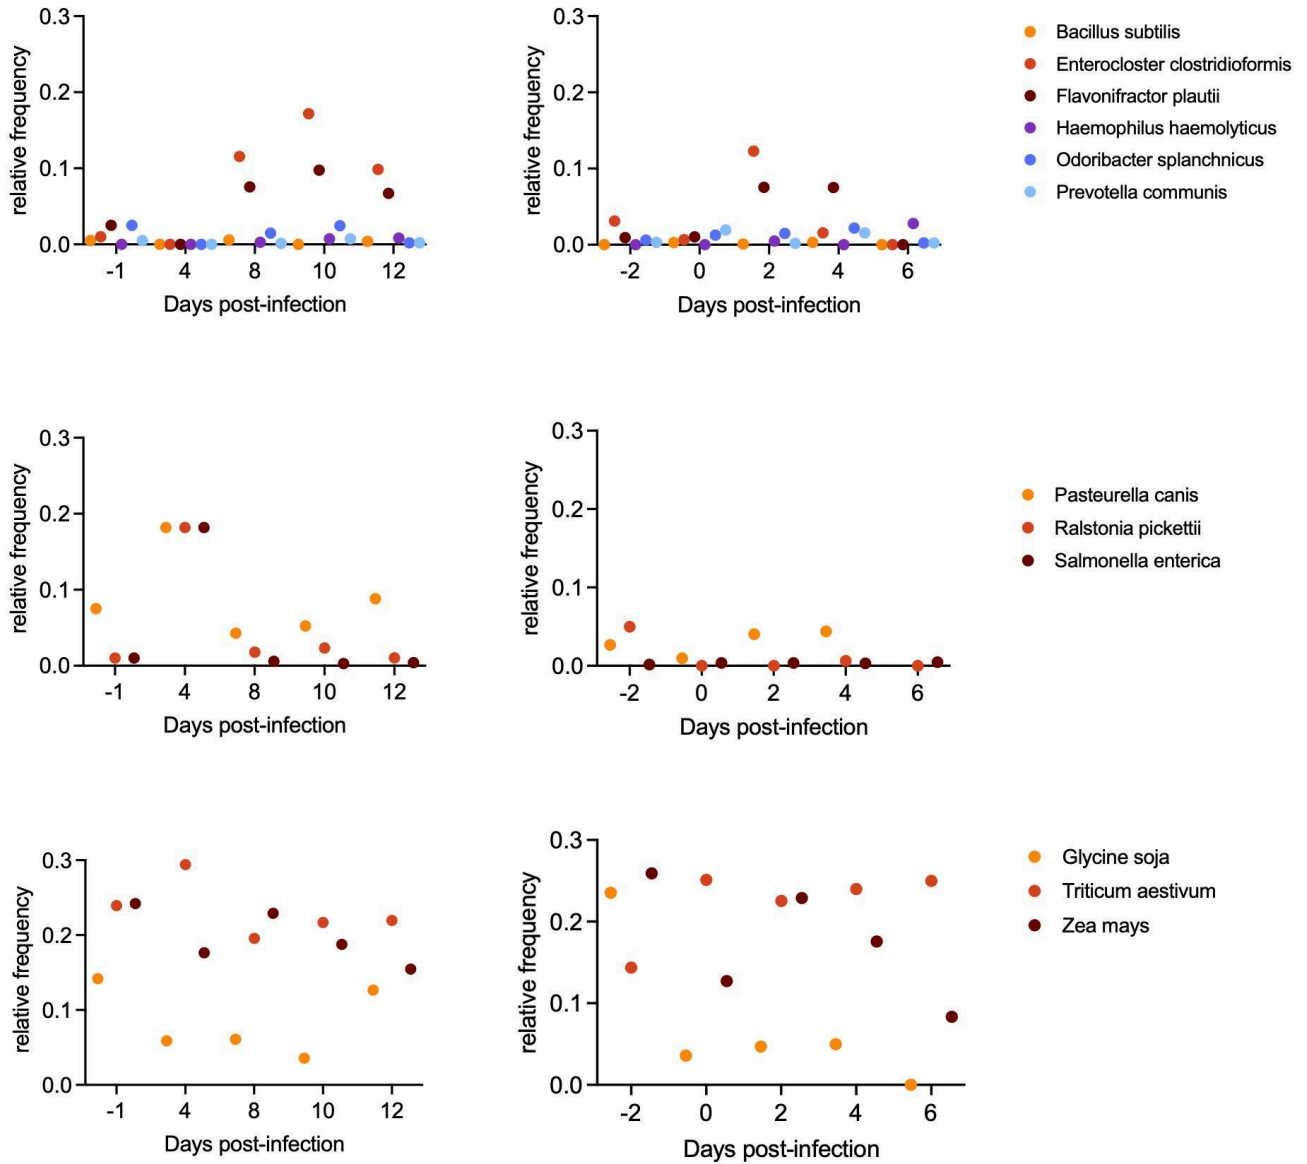 0.3
0.2
0.1
0.0
relative frequency
-1 4 8 10 12
Days post-infection
0.3
0.2
0.1
0.0
relative frequency
-2 0 2 4 6
Days post-infection
Bacillus subtilis
Enterocloster clostridioformis
Flavonifractor plautii
Haemophilus haemolyticus
Odoribacter splanchnicus
Prevotella communis
0.3
0.2
0.1
0.0
relative frequency
-1 4 8 10 12
Days post-infection
0.3
0.2
0.1
0.0
relative frequency
-2 0 2 4 6
Days post-infection
Pasteurella canis
Ralstonia pickettii
Salmonella enterica
0.3
0.2
0.1
0.0
relative frequency
-1 4 8 10 12
Days post-infection
0.3
0.2
0.1
0.0
relative frequency
-2 0 2 4 6
Days post-infection
Glycine soja
Triticum aestivum
Zea mays